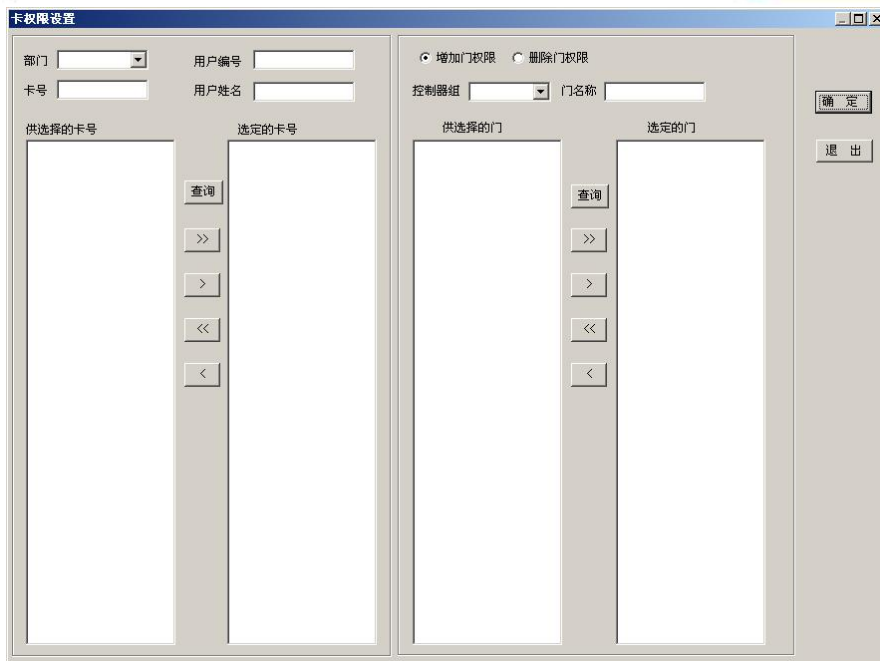 卡权限设置
部门 用户编号
卡号 用户姓名
供选择的卡号 选定的卡号
查询
>>
>
<<
<
增加门权限 删除门权限
控制器组 门名称
供选择的门 选定的门
查询
>>
>
<<
<
确 定
退 出